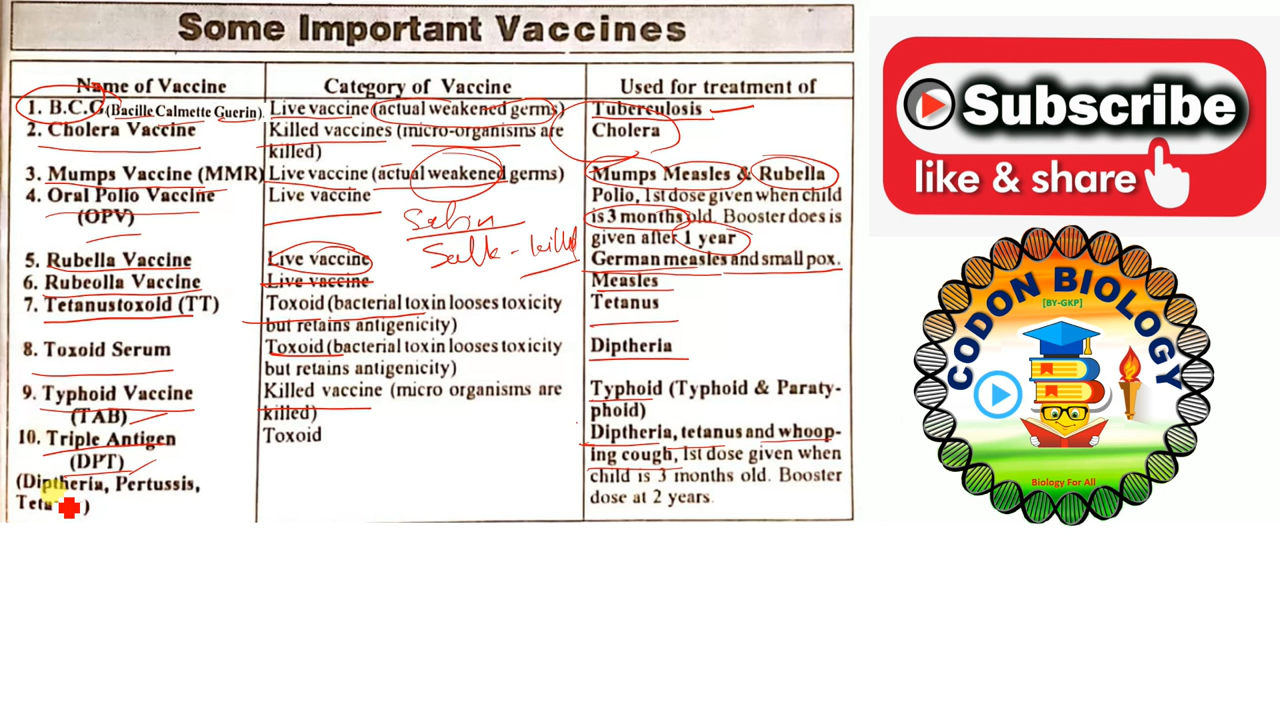 Some Important Vaccines
Name of Vaccine Category of Vaccine Used for treatment of
1. B.C.G (Bacille Calmette Guerin). Live vaccine (actual weakened germs) Tuberculosis
2. Cholera Vaccine Killed vaccines (micro-organisms are Cholera
killed)
3. Mumps Vaccine (MMR) Live vaccine (actual weakened germs) Mumps Measles & Rubella
4. Oral Polio Vaccine Live vaccine Polio, 1st dose given when child
(OPV) is 3 months old. Booster does is
given after 1 year
Sabin
Salk - killed
5. Rubella Vaccine Live vaccine German measles and small pox.
6. Rubeolla Vaccine Live vaccine Measles
7. Tetanustoxold (TT) Toxoid (bacterial toxin looses toxicity Tetanus
but retains antigenicity)
8. Toxoid Serum Toxoid (bacterial toxin looses toxicity Diptheria
but retains antigenicity)
9. Typhoid Vaccine Killed vaccine (micro organisms are Typhoid (Typhoid & Paraty-
(TAB) killed) phoid)
10. Triple Antigen Toxoid Diptheria, tetanus and whoop-
(DPT) ing cough, 1st dose given when
(Diptheria, Pertussis, child is 3 months old. Booster
dose at 2 years.
Subscribe
like & share
CODON BIOLOGY
[BY-GKP]
Biology For All